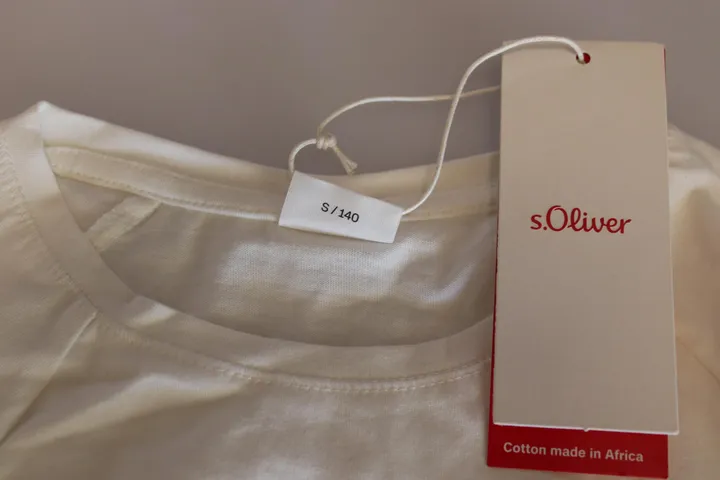 S / 140
s.Oliver
Cotton made in Africa